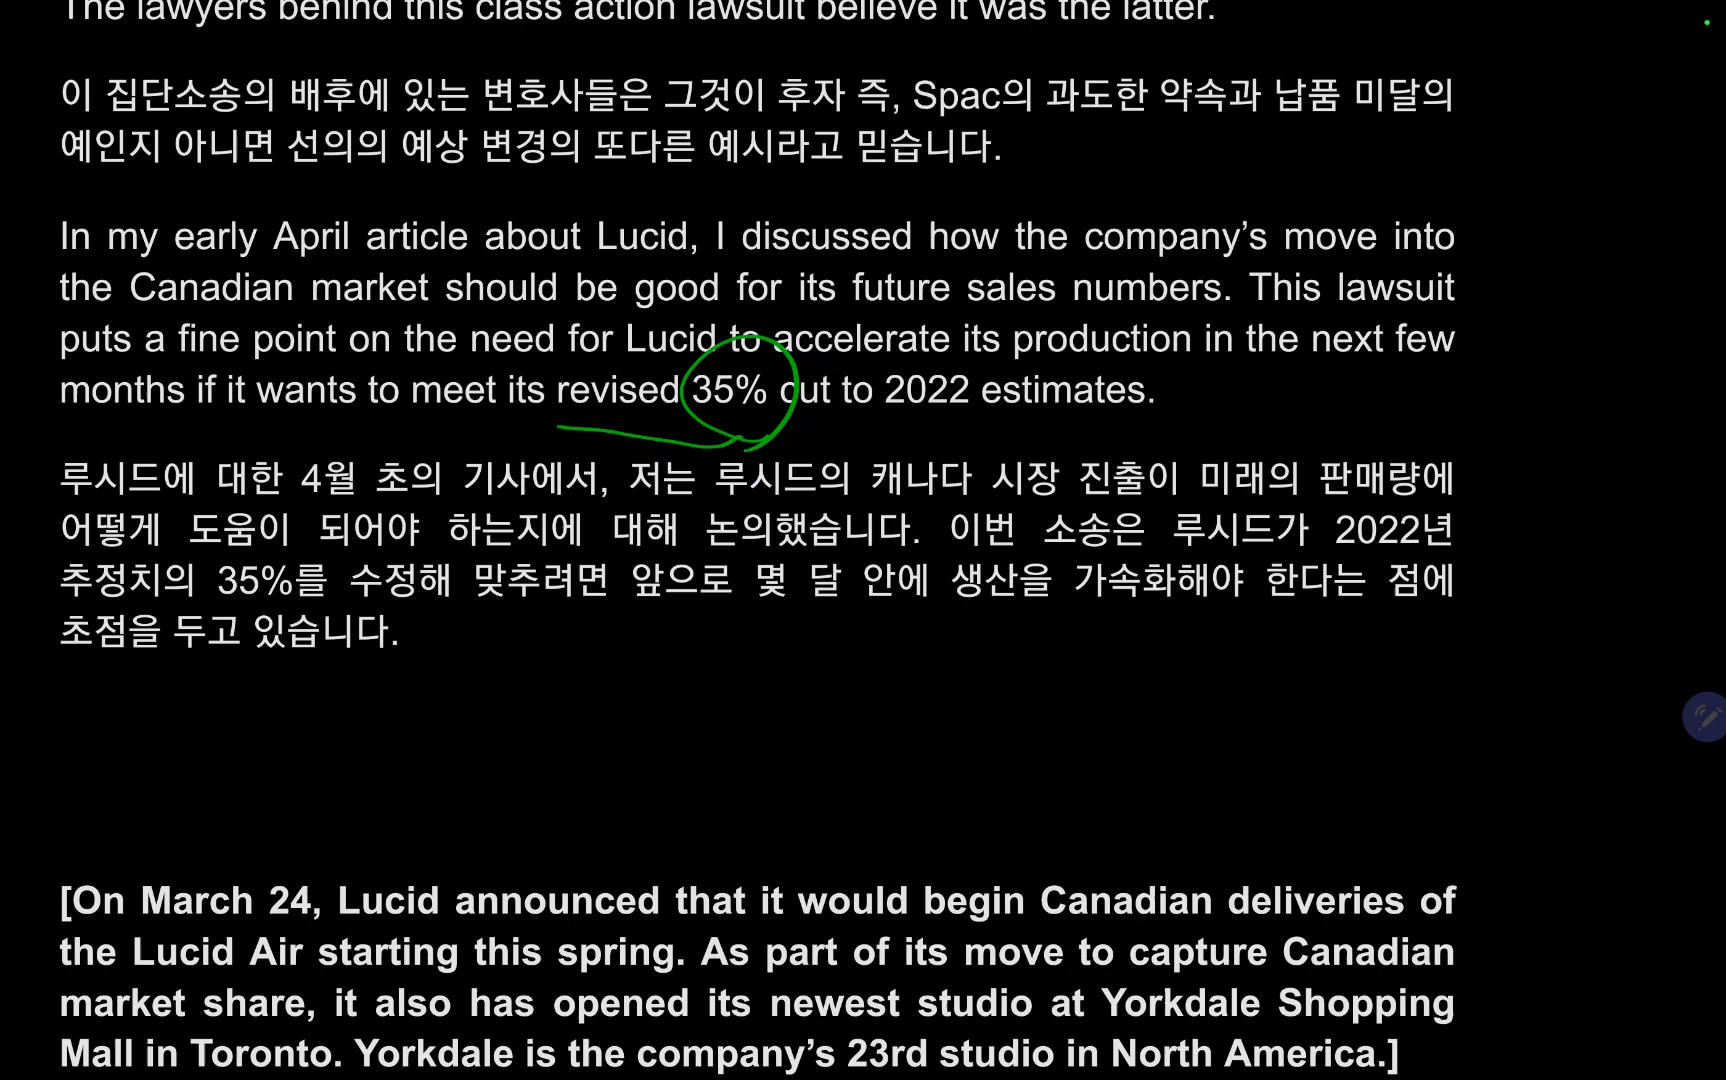 The lawyers behind this class action lawsuit believe it was the latter.
이 집단소송의 배후에 있는 변호사들은 그것이 후자 즉, Spac의 과도한 약속과 납품 미달의
예인지 아니면 선의의 예상 변경의 또다른 예시라고 믿습니다.
In my early April article about Lucid, I discussed how the company’s move into
the Canadian market should be good for its future sales numbers. This lawsuit
puts a fine point on the need for Lucid to accelerate its production in the next few
months if it wants to meet its revised 35% cut to 2022 estimates.
루시드에 대한 4월 초의 기사에서, 저는 루시드의 캐나다 시장 진출이 미래의 판매량에
어떻게 도움이 되어야 하는지에 대해 논의했습니다. 이번 소송은 루시드가 2022년
추정치의 35%를 수정해 맞추려면 앞으로 몇 달 안에 생산을 가속화해야 한다는 점에
초점을 두고 있습니다.
[On March 24, Lucid announced that it would begin Canadian deliveries of
the Lucid Air starting this spring. As part of its move to capture Canadian
market share, it also has opened its newest studio at Yorkdale Shopping
Mall in Toronto. Yorkdale is the company’s 23rd studio in North America.]